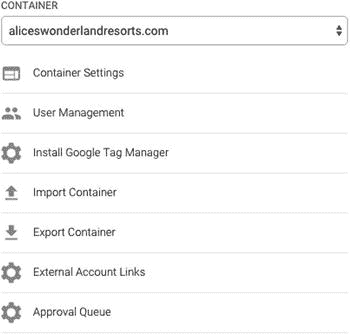 CONTAINER
aliceswonderlandresorts.com
Container Settings
User Management
Install Google Tag Manager
Import Container
Export Container
External Account Links
Approval Queue